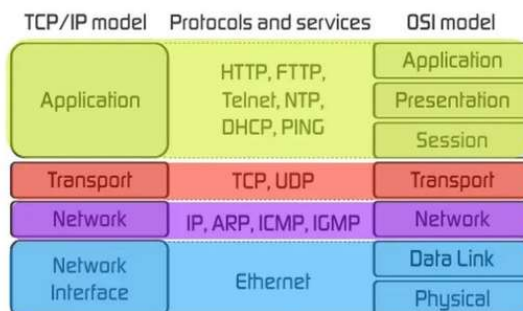 TCP/IP model Protocols and services OSI model
Application HTTP, FTTP,
Telnet, NTP,
DHCP, PING Application
Presentation
Session
Transport TCP, UDP Transport
Network IP, ARP, ICMP, IGMP Network
Network
Interface Ethernet Data Link
Physical